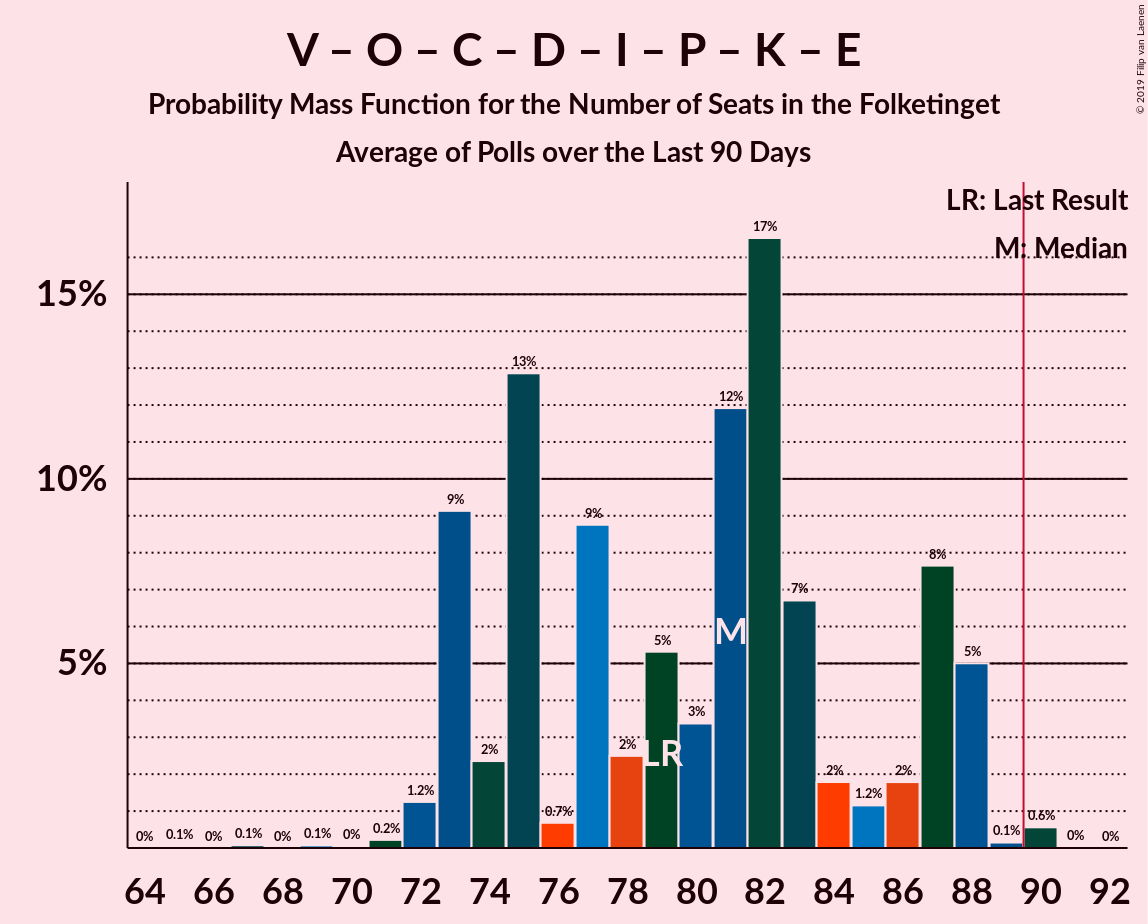 V – O – C – D – I – P – K – E
Probability Mass Function for the Number of Seats in the Folketinget
Average of Polls over the Last 90 Days
© 2019 Filip van Laenen
LR: Last Result
M: Median
15%
10%
5%
0% 0.1% 0% 0.1% 0% 0.1% 0% 0.2% 1.2% 9% 2% 13% 0.7% 9% 2% 5% 3% 12% 17% 7% 2% 1.2% 2% 8% 5% 0.1% 0.6% 0% 0%
M
LR
64 66 68 70 72 74 76 78 80 82 84 86 88 90 92